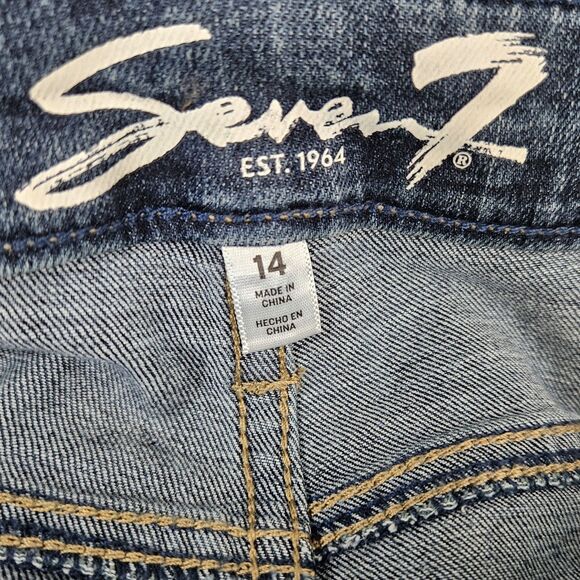 Seven7®
EST. 1964
14
MADE IN
CHINA
HECHO EN
CHINA